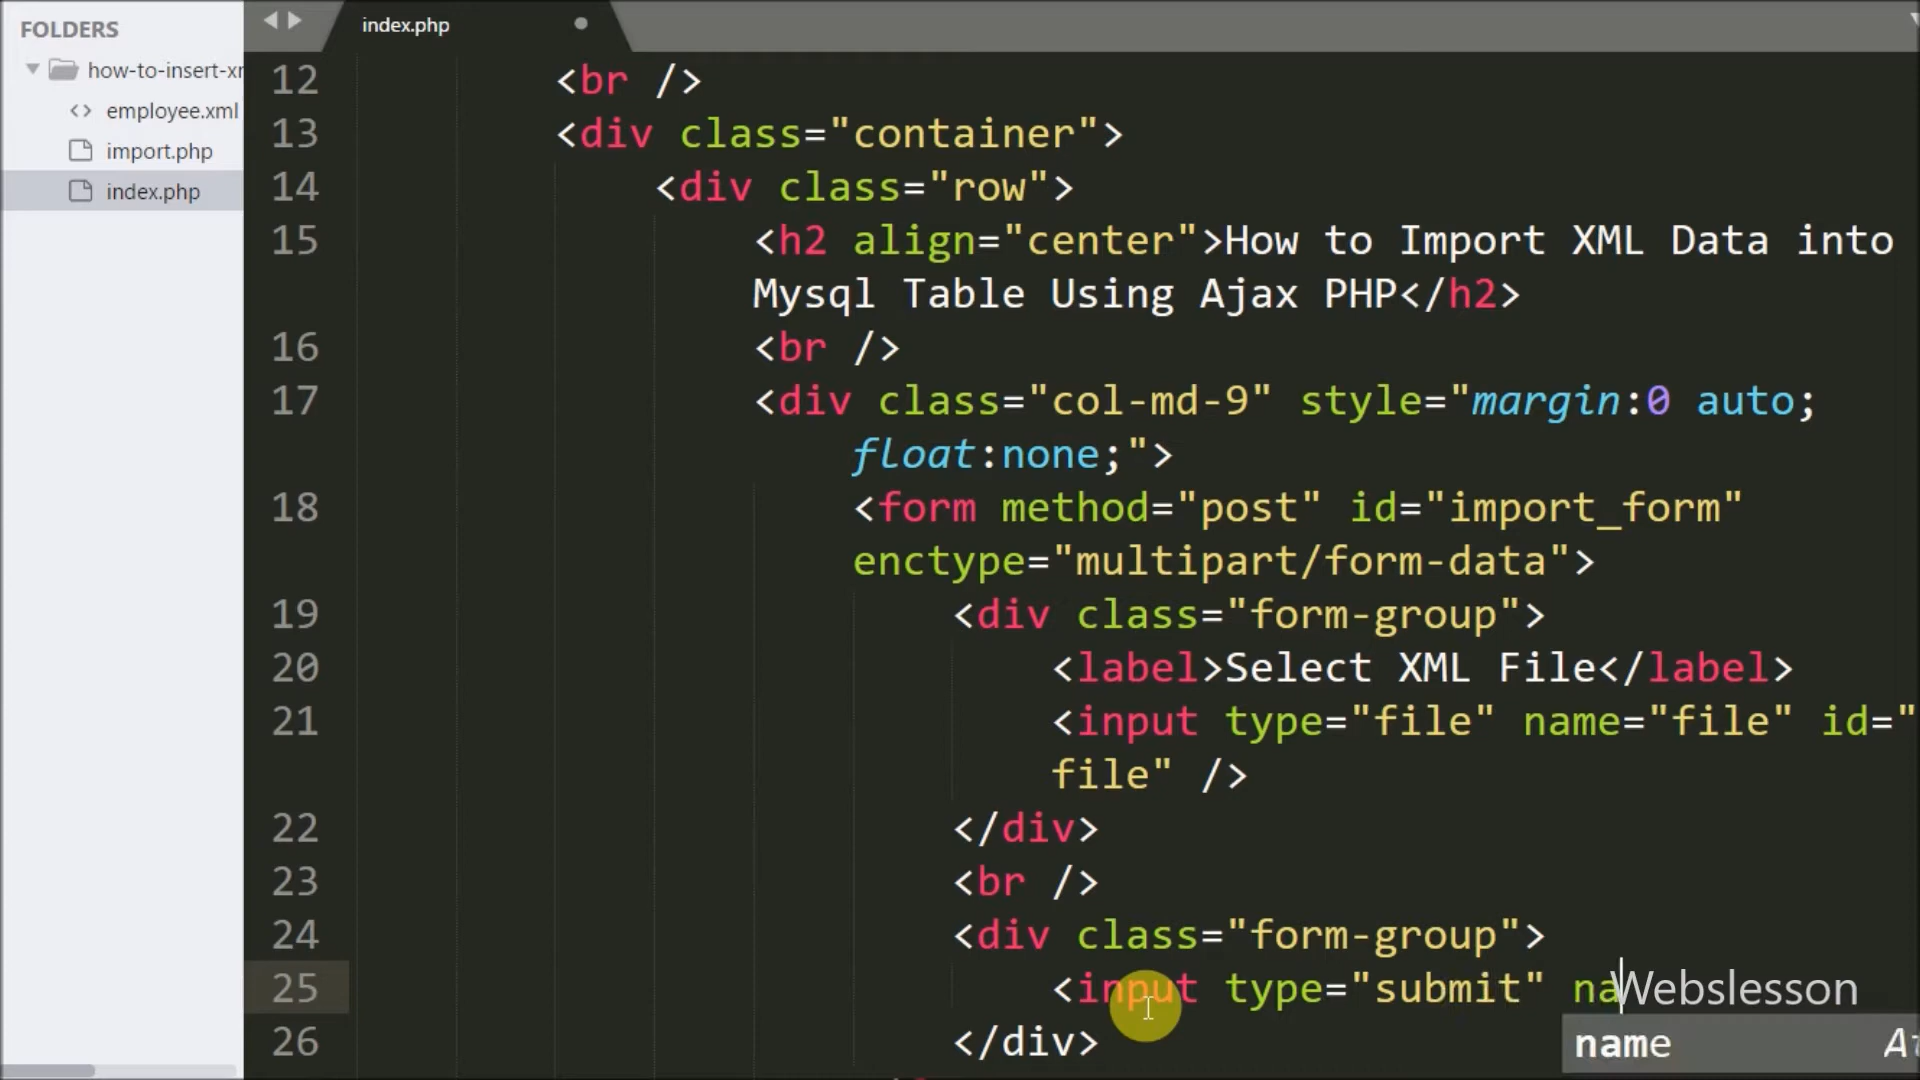 FOLDERS
how-to-insert-xm
employee.xml
import.php
index.php
index.php
12 <br />
13 <div class="container">
14 <div class="row">
15 <h2 align="center">How to Import XML Data into
Mysql Table Using Ajax PHP</h2>
16 <br />
17 <div class="col-md-9" style="margin:0 auto;
float:none;">
18 <form method="post" id="import_form"
enctype="multipart/form-data">
19 <div class="form-group">
20 <label>Select XML File</label>
21 <input type="file" name="file" id="
file" />
22 </div>
23 <br />
24 <div class="form-group">
25 <input type="submit" na
Webslesson
name
26 </div>